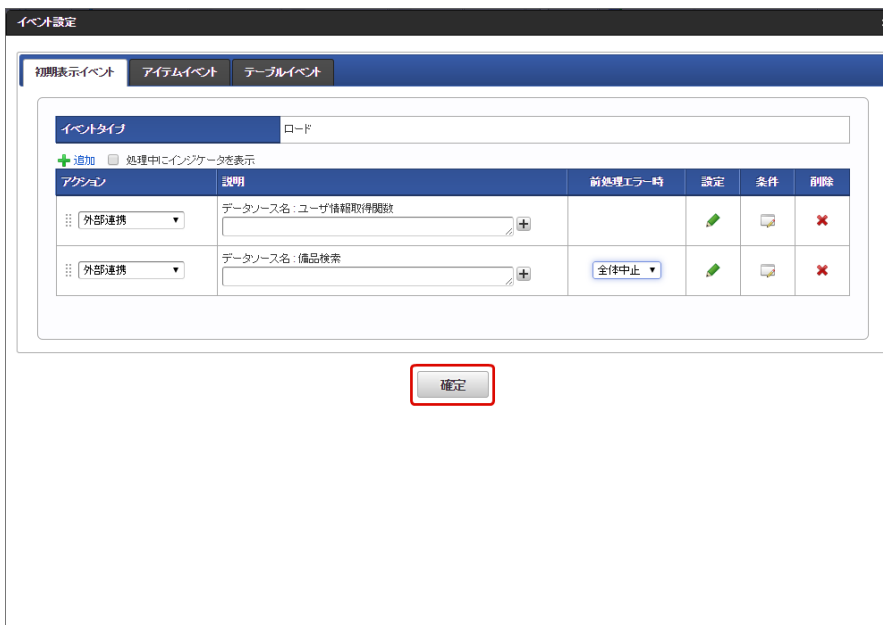 イベント設定
初期表示イベント アイテムイベント テーブルイベント
イベントタイプ ロード
追加 処理中にインジケータを表示
アクション 説明 前処理エラー時 設定 条件 削除
データソース名 : ユーザ情報取得関数
外部連携
データソース名 : 備品検索
外部連携 全体中止
確定